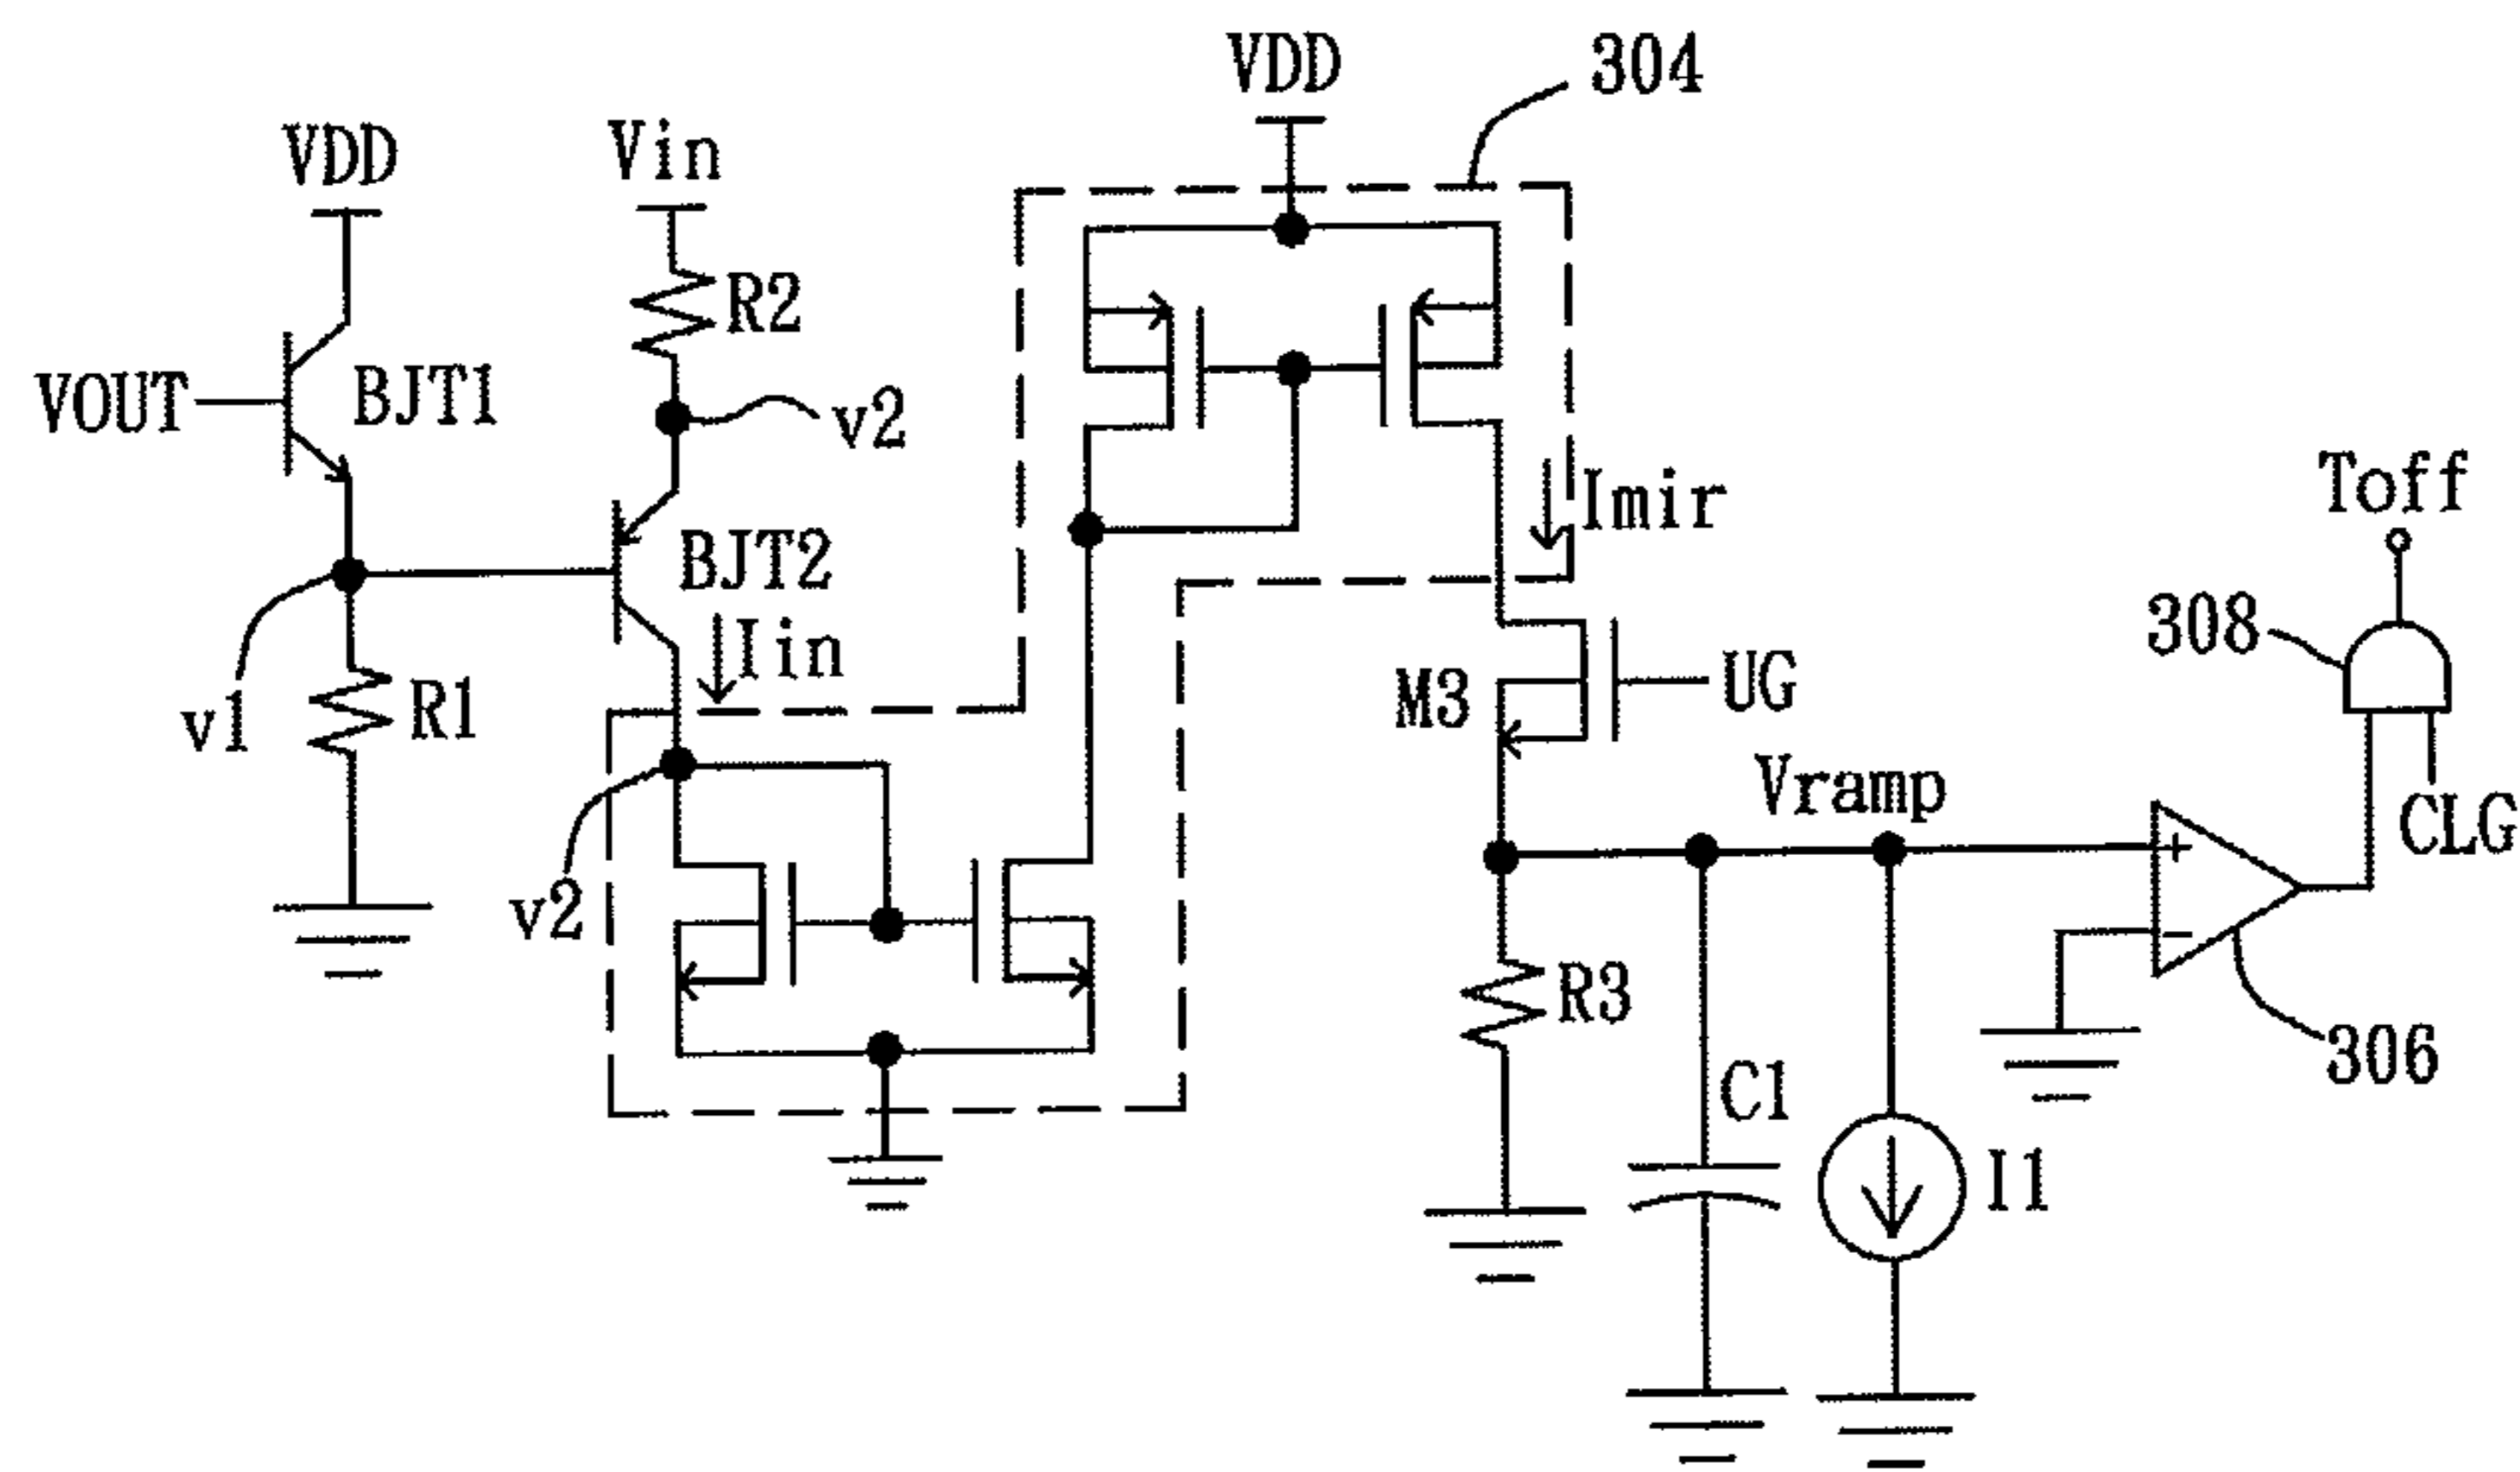 VDD
304
VDD
Vin
R2
VOUT
BJT1
v2
Imir
Toff
BJT2
308
Iin
UG
M3
v1
R1
Vramp
CLG
+
v2
−
R3
306
C1
I1